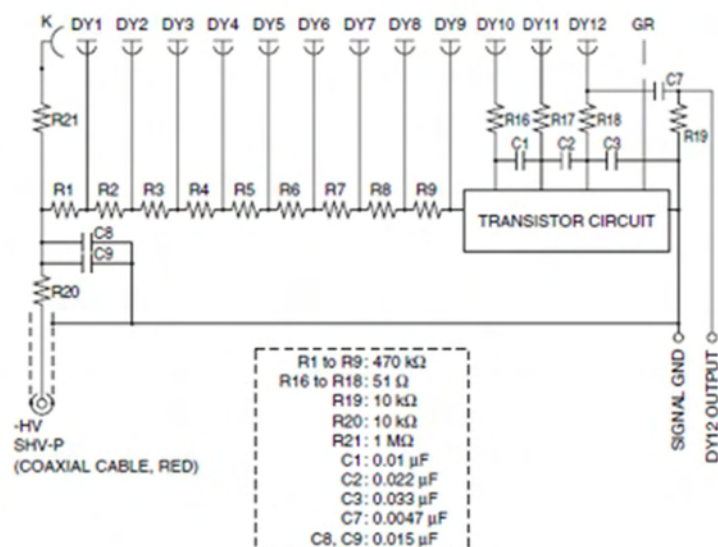 K DY1 DY2 DY3 DY4 DY5 DY6 DY7 DY8 DY9 DY10 DY11 DY12 GR
C7
R21 R16 R17 R18 R19
C1 C2 C3
R1 R2 R3 R4 R5 R6 R7 R8 R9
TRANSISTOR CIRCUIT
C8
C9
R20
-HV
SHV-P
(COAXIAL CABLE, RED)
R1 to R9: 470 kΩ
R16 to R18: 51 Ω
R19: 10 kΩ
R20: 10 kΩ
R21: 1 MΩ
C1: 0.01 µF
C2: 0.022 µF
C3: 0.033 µF
C7: 0.0047 µF
C8, C9: 0.015 µF
SIGNAL GND
DY12 OUTPUT